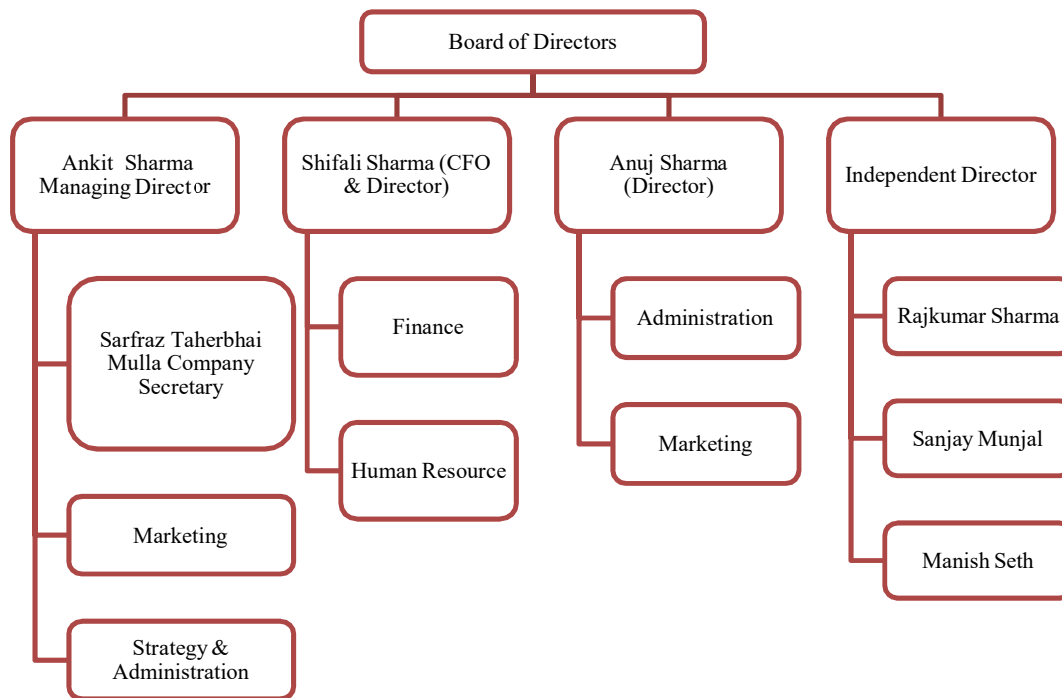 Board of Directors
Ankit Sharma
Managing Director
Shifali Sharma (CFO
& Director)
Anuj Sharma
(Director)
Independent Director
Sarfraz Taherbhai
Mulla Company
Secretary
Marketing
Strategy &
Administration
Finance
Human Resource
Administration
Marketing
Rajkumar Sharma
Sanjay Munjal
Manish Seth